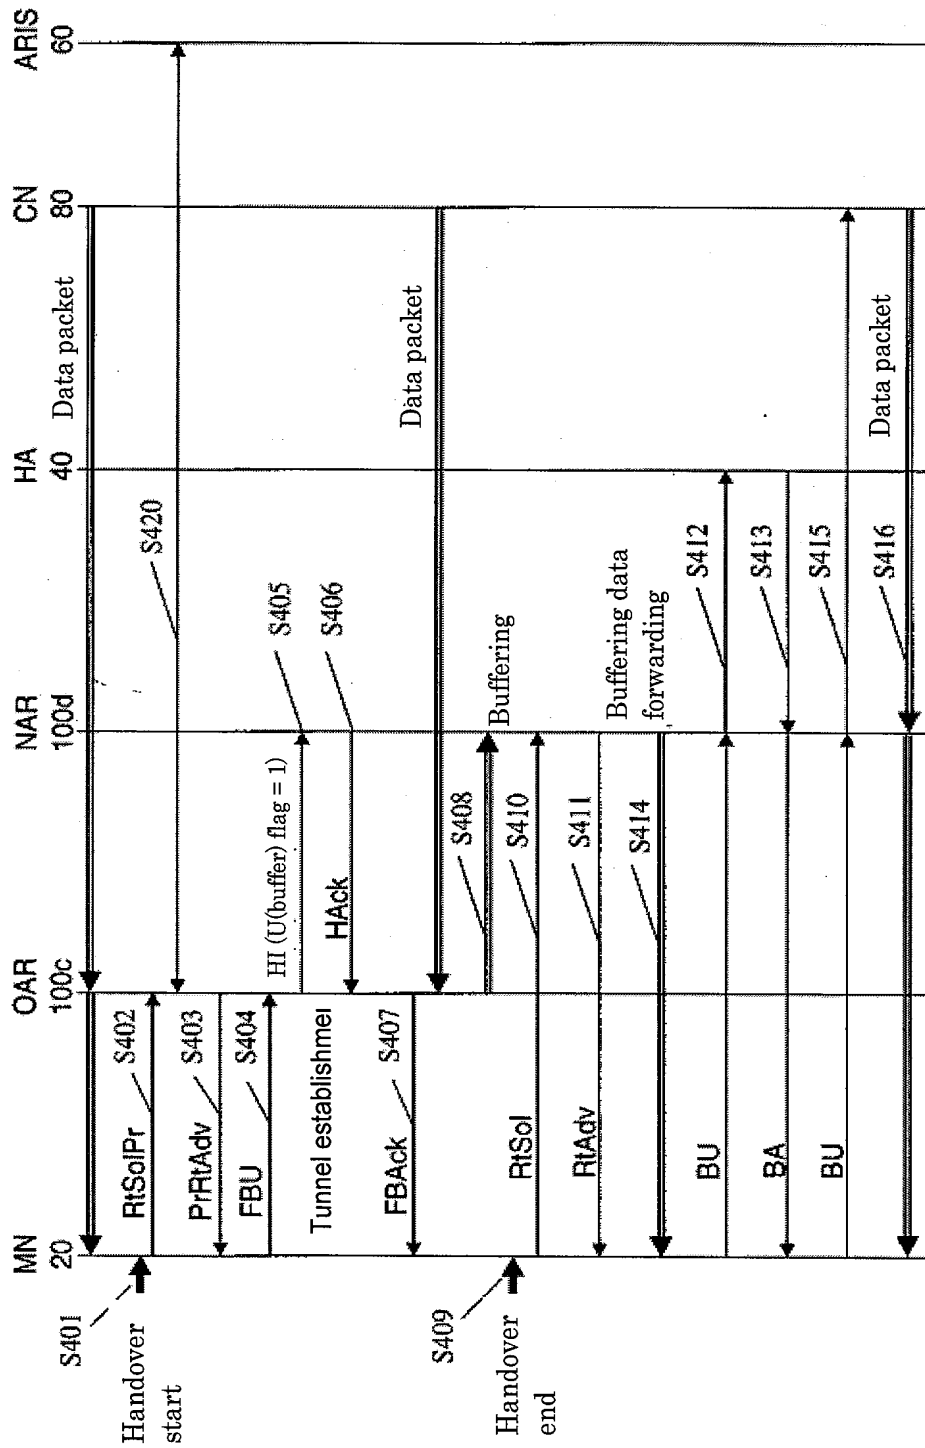 MN
20
OAR
100c
NAR
100d
HA
40
CN
80
ARIS
60
Data packet
S401
Handover
start
RtSolPr
S402
S420
PrRtAdv
S403
FBU
S404
HI (U(buffer) flag = 1)
S405
Tunnel establishmei
HAck
S406
FBAck
S407
Data packet
S408
Buffering
S409
Handover
end
RtSol
S410
RtAdv
S411
Buffering data
forwarding
S414
BU
S412
BA
S413
BU
S415
Data packet
S416